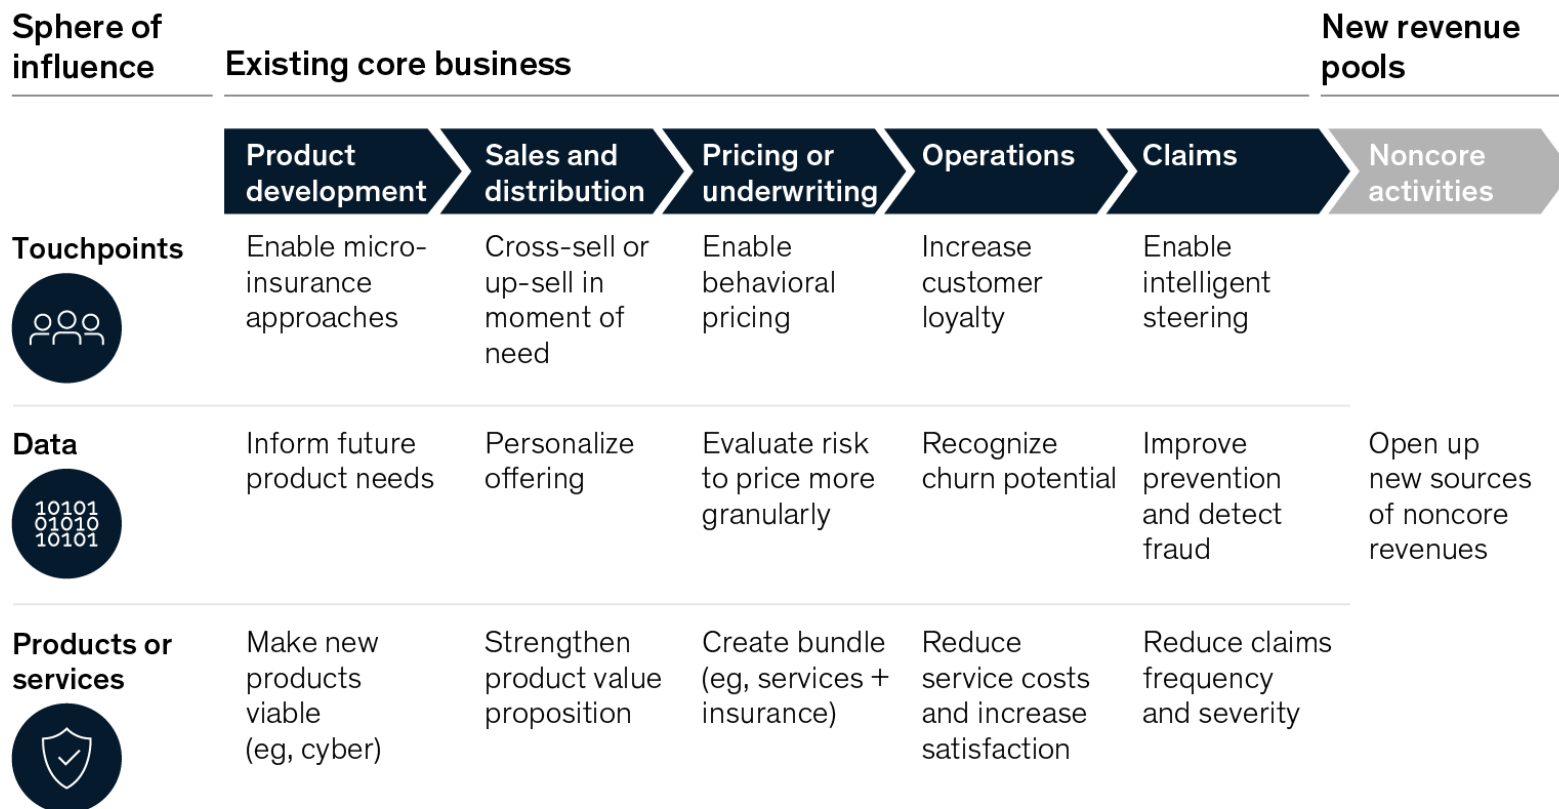 Sphere of
influence
Existing core business
New revenue
pools
Product
development
Sales and
distribution
Pricing or
underwriting
Operations
Claims
Noncore
activities
Touchpoints
Enable micro-
insurance
approaches
Cross-sell or
up-sell in
moment of
need
Enable
behavioral
pricing
Increase
customer
loyalty
Enable
intelligent
steering
Data
10101
01010
10101
Inform future
product needs
Personalize
offering
Evaluate risk
to price more
granularly
Recognize
churn potential
Improve
prevention
and detect
fraud
Open up
new sources
of noncore
revenues
Products or
services
Make new
products
viable
(eg, cyber)
Strengthen
product value
proposition
Create bundle
(eg, services +
insurance)
Reduce
service costs
and increase
satisfaction
Reduce claims
frequency
and severity